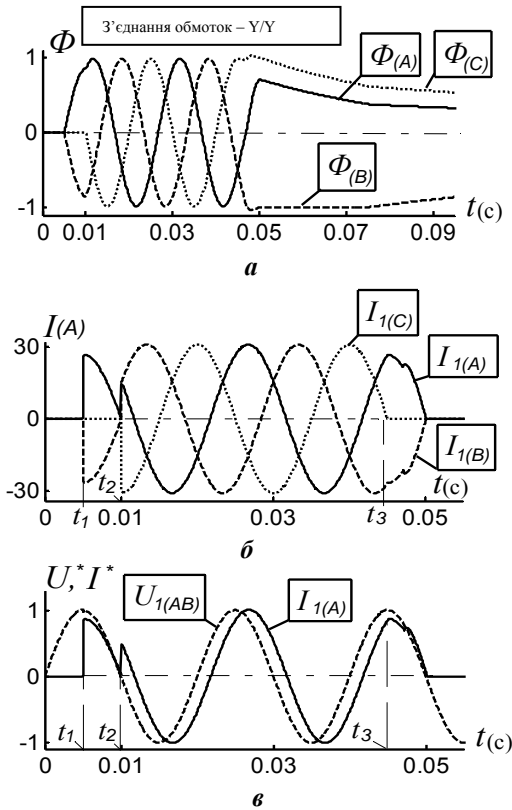 З’єднання обмоток – Y/Y
Φ
Φ(A)
Φ(C)
1
0
-1
Φ(B)
t(с)
0 0.01 0.03 0.05 0.07 0.09
а
I(A)
I1(C)
30
I1(A)
0
I1(B)
-30
t1
t2
t3
t(с)
0 0.01 0.03 0.05
б
U,*I*
U1(AB)
I1(A)
1
0
t1
t2
t3
-1
t(с)
0 0.01 0.03 0.05
в